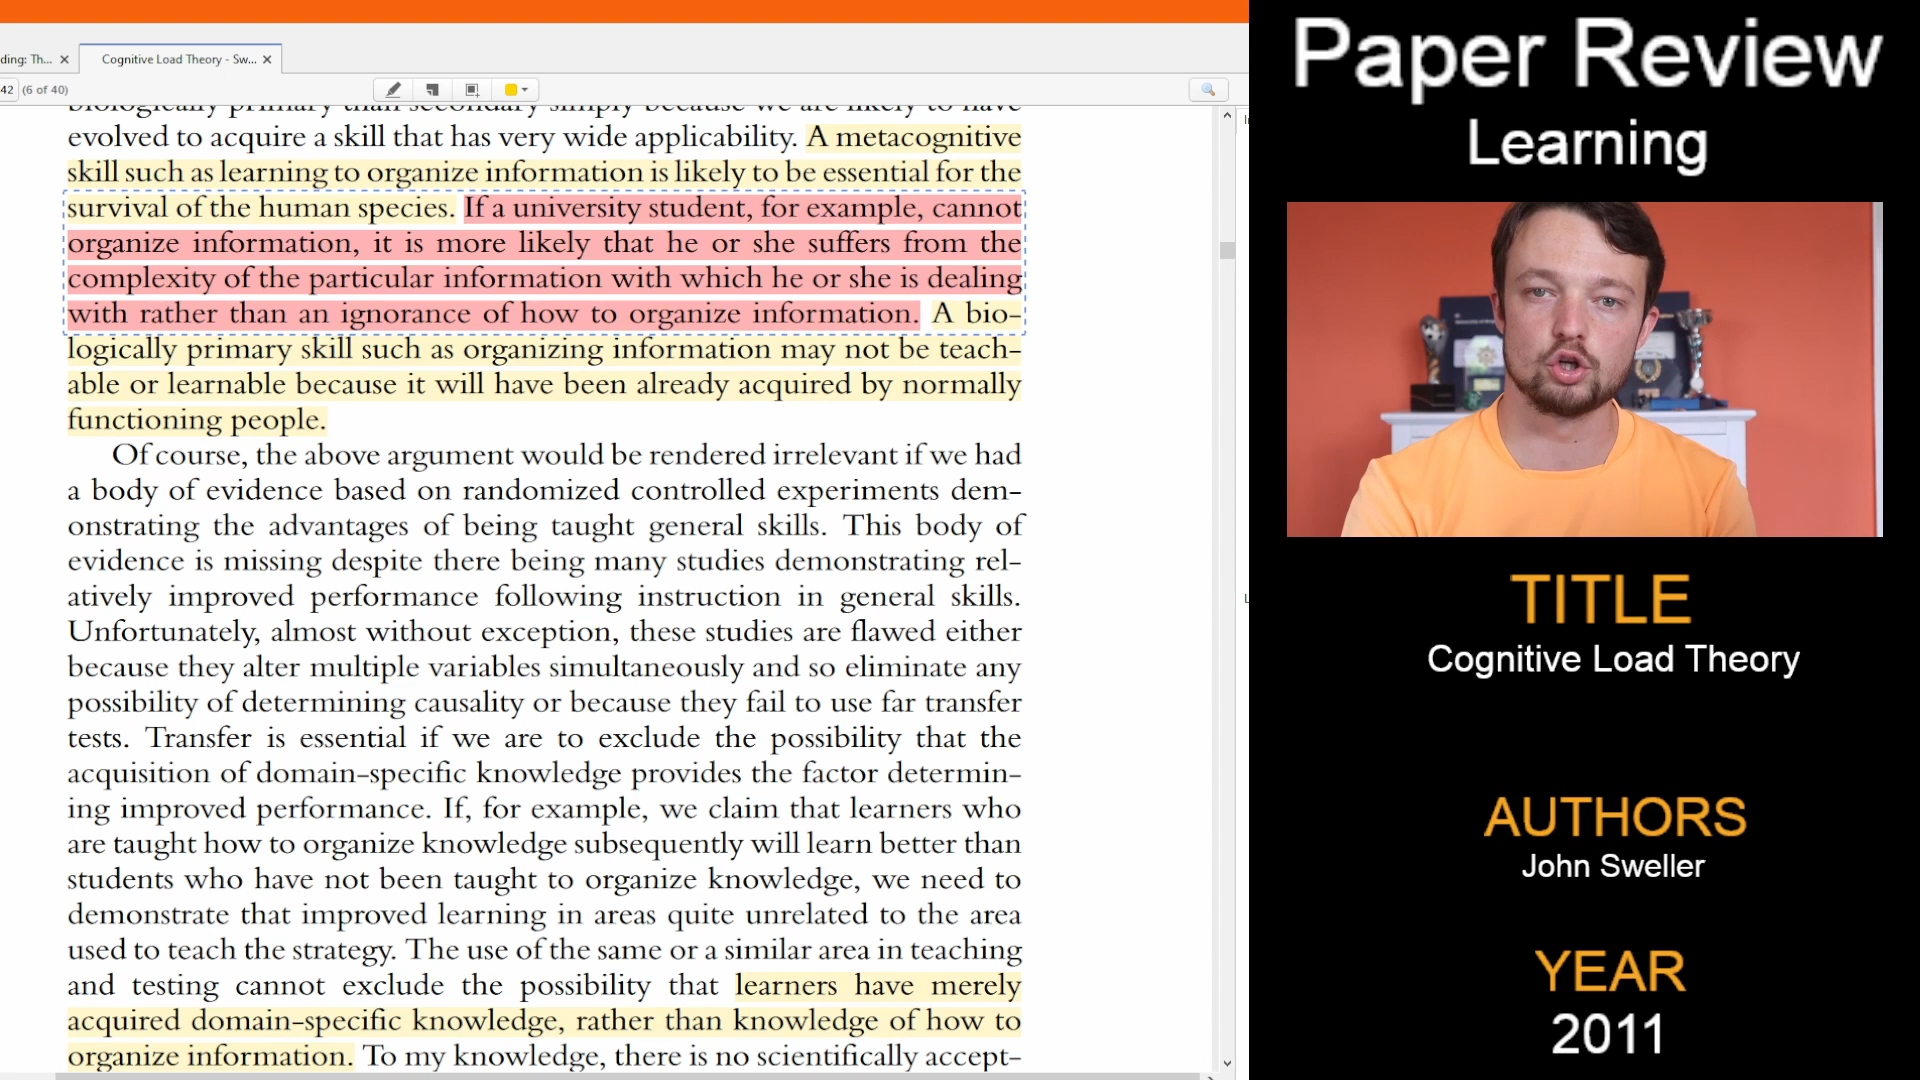 ding: Th...
Cognitive Load Theory - Sw...
42 (6 of 40)
biologically primary than secondary simply because we are likely to have
evolved to acquire a skill that has very wide applicability. A metacognitive
skill such as learning to organize information is likely to be essential for the
survival of the human species. If a university student, for example, cannot
organize information, it is more likely that he or she suffers from the
complexity of the particular information with which he or she is dealing
with rather than an ignorance of how to organize information. A bio-
logically primary skill such as organizing information may not be teach-
able or learnable because it will have been already acquired by normally
functioning people.
Of course, the above argument would be rendered irrelevant if we had
a body of evidence based on randomized controlled experiments dem-
onstrating the advantages of being taught general skills. This body of
evidence is missing despite there being many studies demonstrating rel-
atively improved performance following instruction in general skills.
Unfortunately, almost without exception, these studies are flawed either
because they alter multiple variables simultaneously and so eliminate any
possibility of determining causality or because they fail to use far transfer
tests. Transfer is essential if we are to exclude the possibility that the
acquisition of domain-specific knowledge provides the factor determin-
ing improved performance. If, for example, we claim that learners who
are taught how to organize knowledge subsequently will learn better than
students who have not been taught to organize knowledge, we need to
demonstrate that improved learning in areas quite unrelated to the area
used to teach the strategy. The use of the same or a similar area in teaching
and testing cannot exclude the possibility that learners have merely
acquired domain-specific knowledge, rather than knowledge of how to
organize information. To my knowledge, there is no scientifically accept-
Paper Review
Learning
TITLE
Cognitive Load Theory
AUTHORS
John Sweller
YEAR
2011